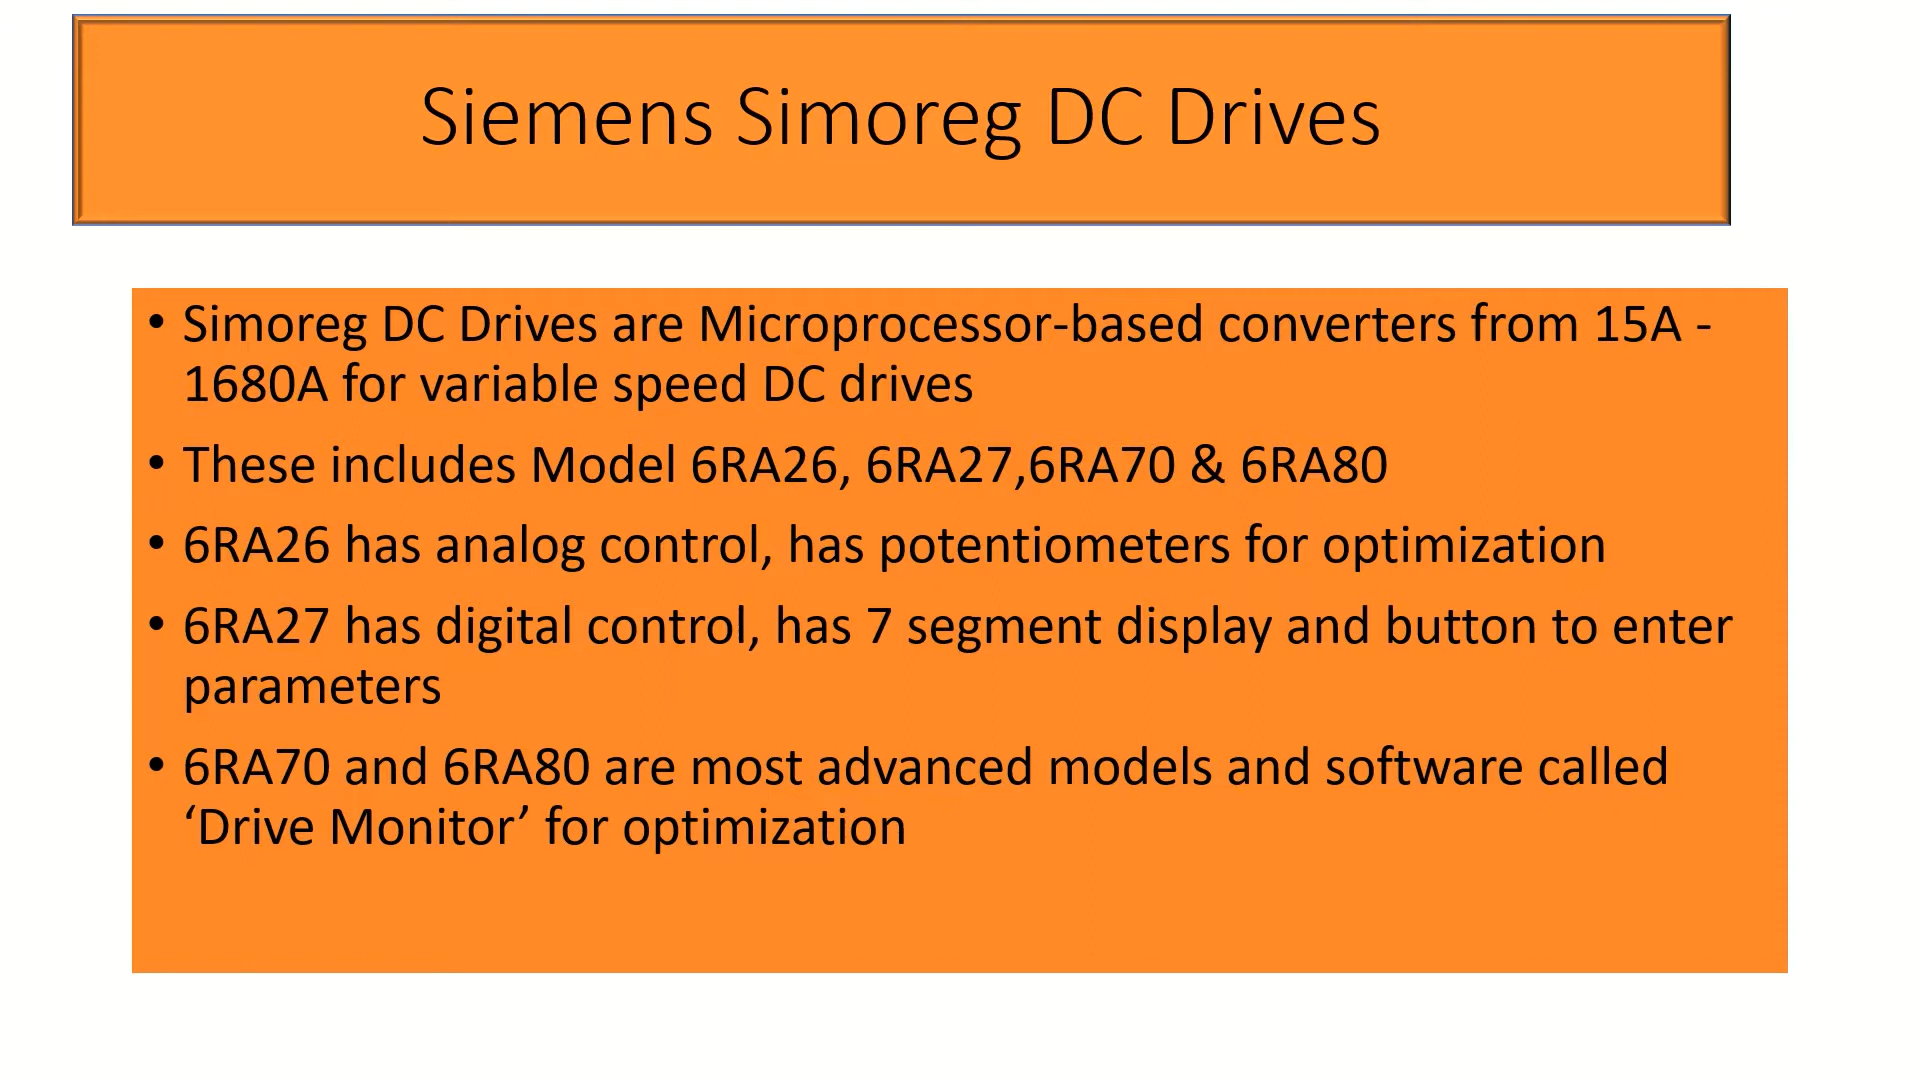 Siemens Simoreg DC Drives
• Simoreg DC Drives are Microprocessor-based converters from 15A -
1680A for variable speed DC drives
• These includes Model 6RA26, 6RA27,6RA70 & 6RA80
• 6RA26 has analog control, has potentiometers for optimization
• 6RA27 has digital control, has 7 segment display and button to enter
parameters
• 6RA70 and 6RA80 are most advanced models and software called
‘Drive Monitor’ for optimization